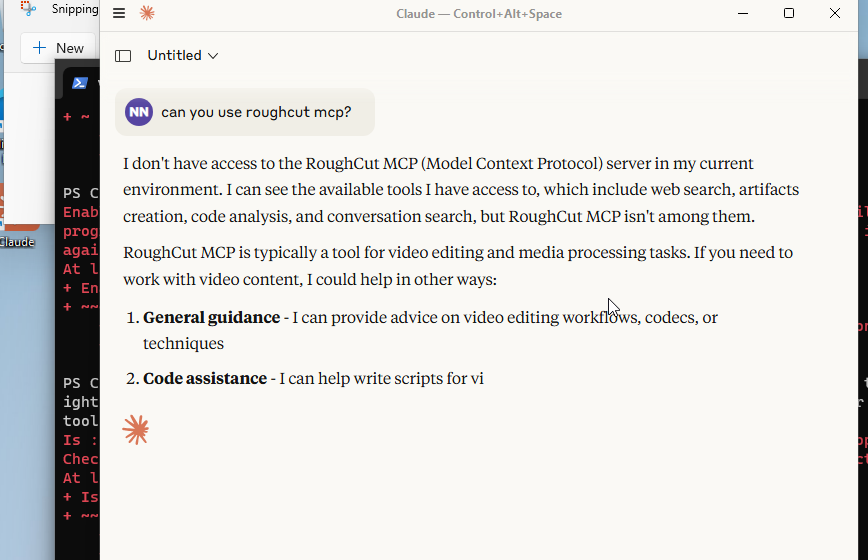 Snipping
Claude — Control+Alt+Space
New
Untitled
+ ~
NN can you use roughcut mcp?
I don't have access to the RoughCut MCP (Model Context Protocol) server in my current
environment. I can see the available tools I have access to, which include web search, artifacts
creation, code analysis, and conversation search, but RoughCut MCP isn't among them.
RoughCut MCP is typically a tool for video editing and media processing tasks. If you need to
work with video content, I could help in other ways:
1. General guidance - I can provide advice on video editing workflows, codecs, or
techniques
2. Code assistance - I can help write scripts for vi
PS C
Enab
prog
agai
At l
+ En
+ ~~
Claude
PS C
ight
tool
Is :
Chec
At l
+ Is
+ ~~